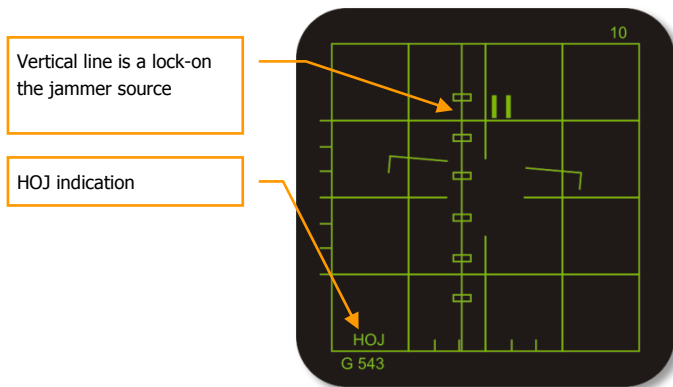 10
Vertical line is a lock-on
the jammer source
HOJ indication
HOJ
G 543